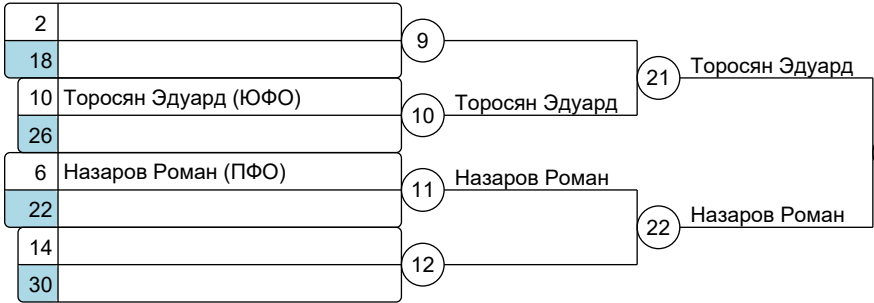 2
9
18
21 Торосян Эдуард
10 Торосян Эдуард (ЮФО)
10 Торосян Эдуард
26
6 Назаров Роман (ПФО)
11 Назаров Роман
22
22 Назаров Роман
14
12
30